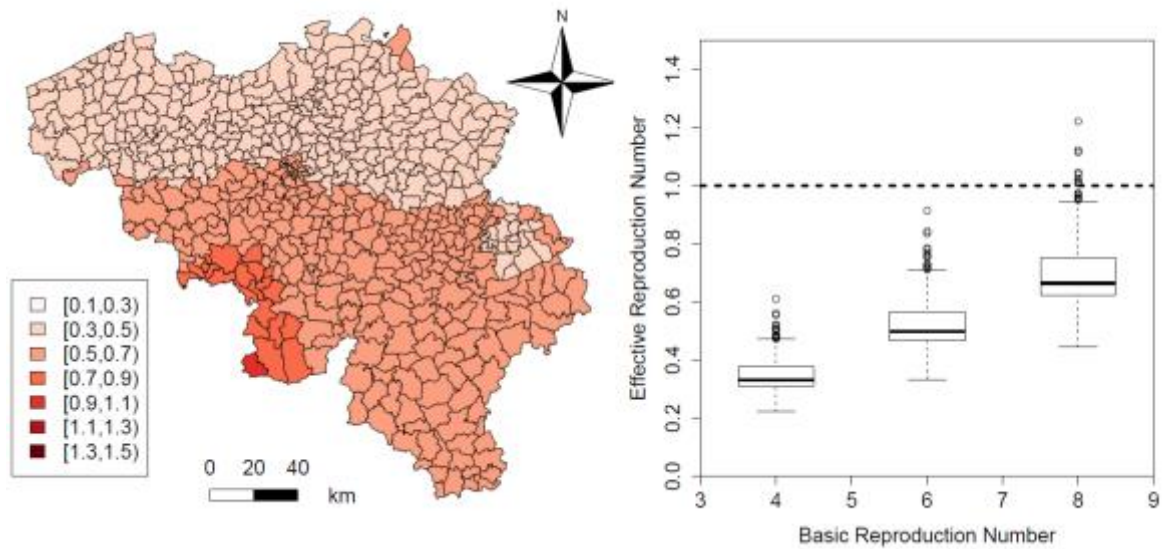 N
[0.1,0.3)
[0.3,0.5)
[0.5,0.7)
[0.7,0.9)
[0.9,1.1)
[1.1,1.3)
[1.3,1.5)
0 20 40
km
Effective Reproduction Number
1.4
1.2
1.0
0.8
0.6
0.4
0.2
0.0
3 4 5 6 7 8 9
Basic Reproduction Number